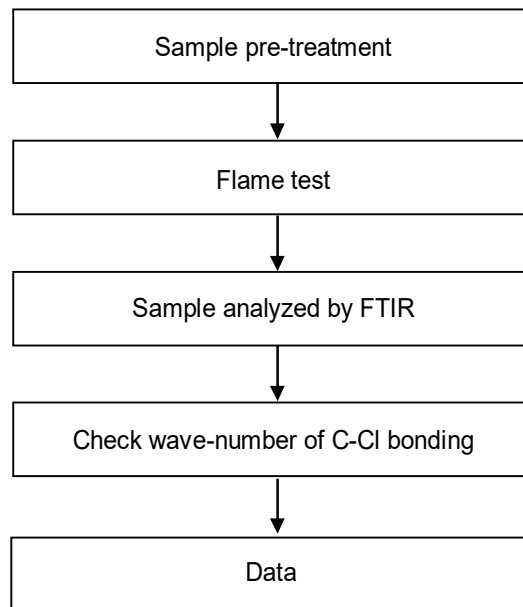 Sample pre-treatment
Flame test
Sample analyzed by FTIR
Check wave-number of C-Cl bonding
Data